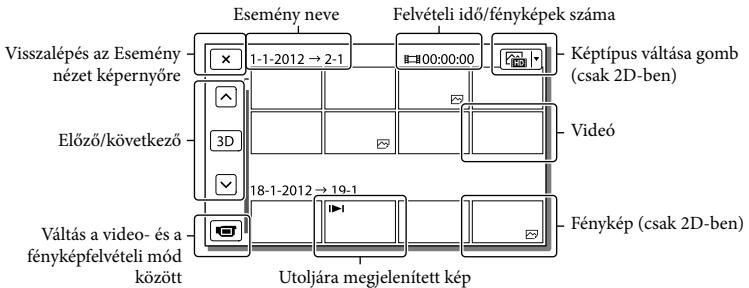 Esemény neve
Felvételi idő/fényképek száma
Visszalépés az Esemény
nézet képernyőre
1-1-2012 → 2-1
00:00:00
HD
Képtípus váltása gomb
(csak 2D-ben)
Előző/következő
3D
Videó
18-1-2012 → 19-1
Váltás a video- és a
fényképfelvételi mód
között
Fénykép (csak 2D-ben)
Utoljára megjelenített kép